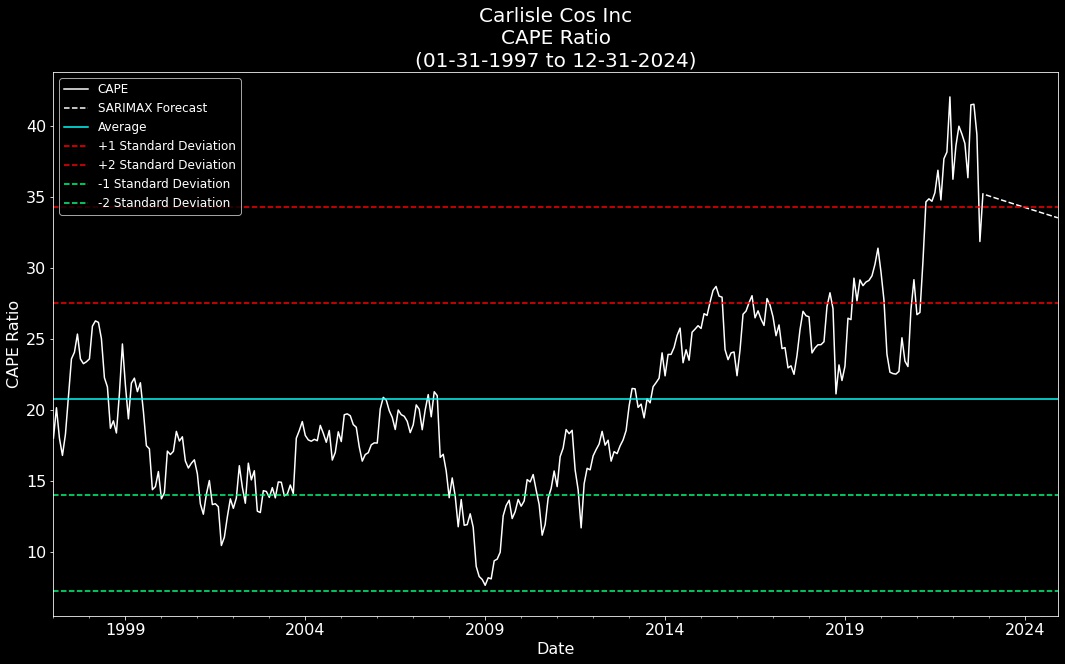 Carlisle Cos Inc
CAPE Ratio
(01-31-1997 to 12-31-2024)
CAPE
SARIMAX Forecast
Average
+1 Standard Deviation
+2 Standard Deviation
-1 Standard Deviation
-2 Standard Deviation
40
35
30
25
20
15
10
CAPE Ratio
1999 2004 2009 2014 2019 2024
Date